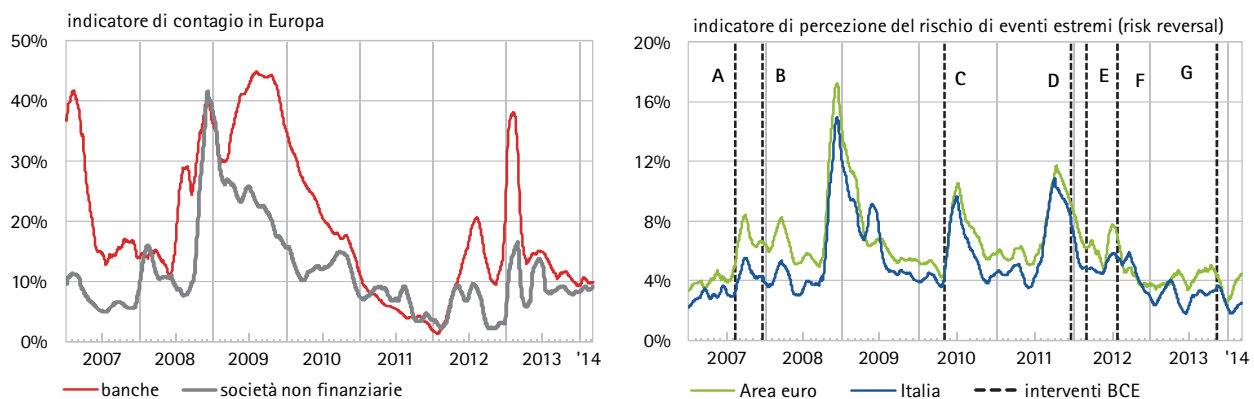 indicatore di contagio in Europa
50%
40%
30%
20%
10%
0%
2007 2008 2009 2010 2011 2012 2013 '14
banche società non finanziarie
indicatore di percezione del rischio di eventi estremi (risk reversal)
20%
16%
12%
8%
4%
0%
A B C D E F G
2007 2008 2009 2010 2011 2012 2013 '14
Area euro Italia interventi BCE